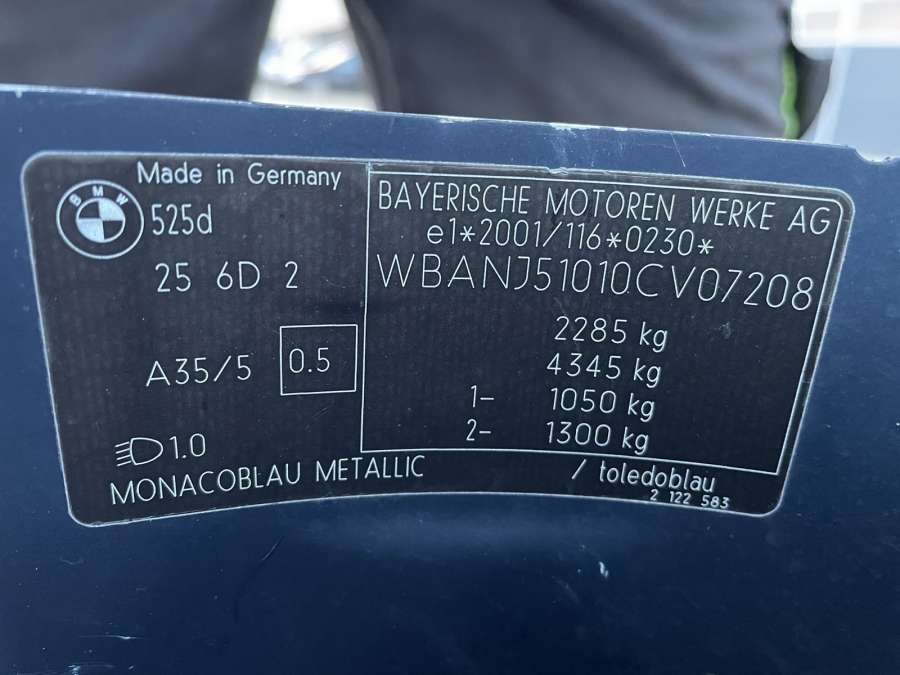 Made in Germany
BMW
525d
25 6D 2
A35/5 0.5
1.0
MONACOBLAU METALLIC / toledoblau
2 122 583
BAYERISCHE MOTOREN WERKE AG
e1*2001/116*0230*
WBANJ51010CV07208
2285 kg
4345 kg
1- 1050 kg
2- 1300 kg